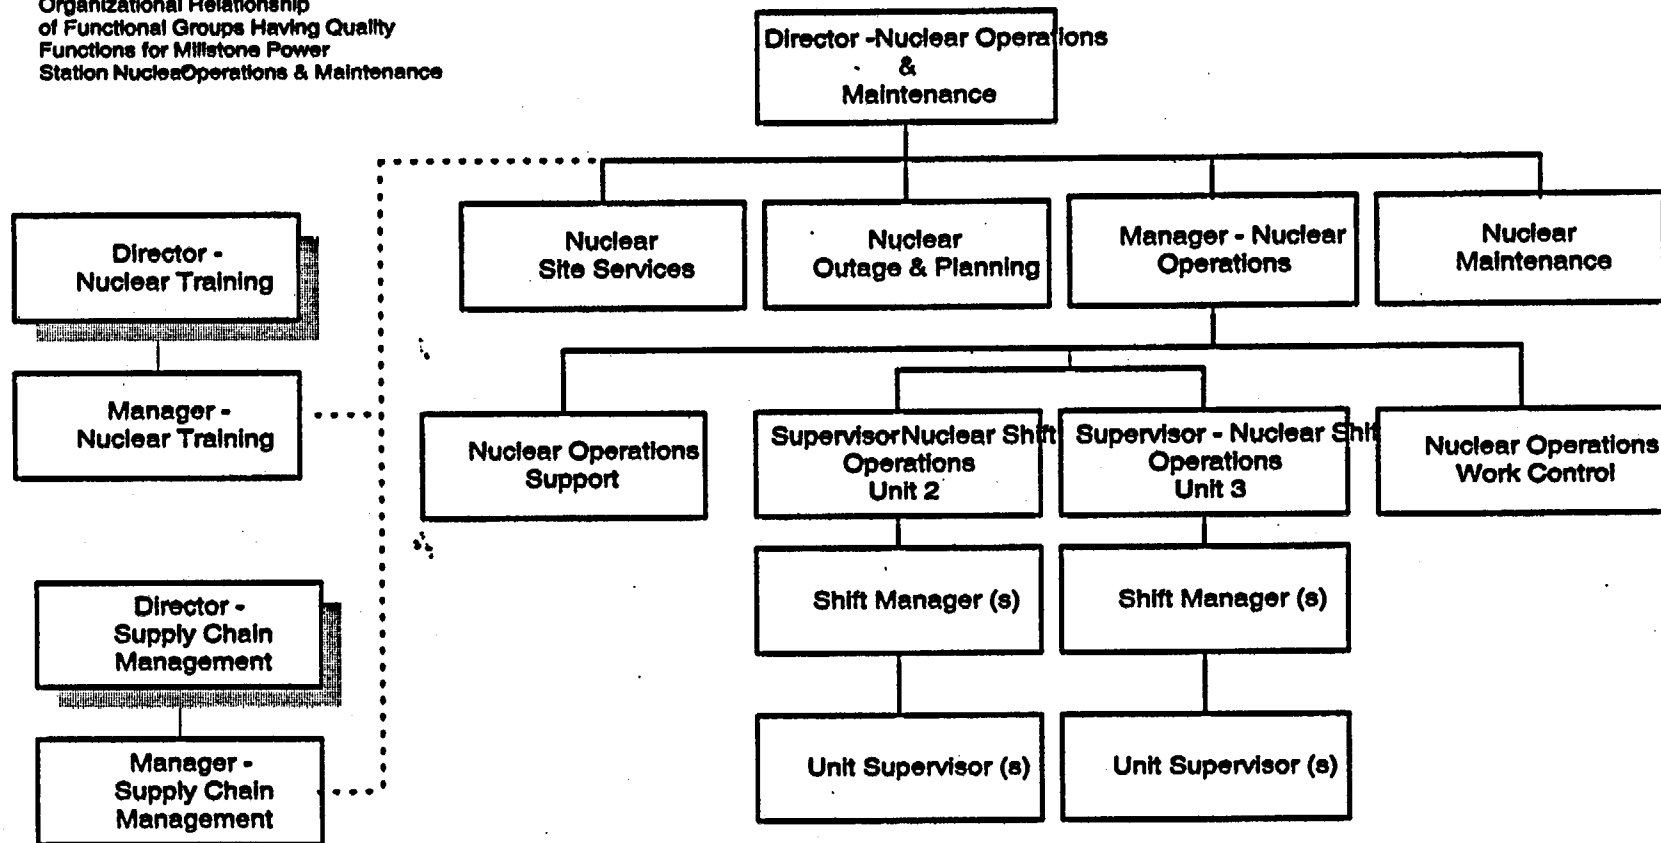 Organizational Relationship
of Functional Groups Having Quality
Functions for Millstone Power
Station NucleaOperations & Maintenance
Director -Nuclear Operations
&
Maintenance
Nuclear
Site Services
Nuclear
Outage & Planning
Manager - Nuclear
Operations
Nuclear
Maintenance
Director -
Nuclear Training
Manager -
Nuclear Training
Nuclear Operations
Support
SupervisorNuclear Shift
Operations
Unit 2
Supervisor - Nuclear Shif
Operations
Unit 3
Nuclear Operations
Work Control
Shift Manager (s)
Shift Manager (s)
Director -
Supply Chain
Management
Manager -
Supply Chain
Management
Unit Supervisor (s)
Unit Supervisor (s)